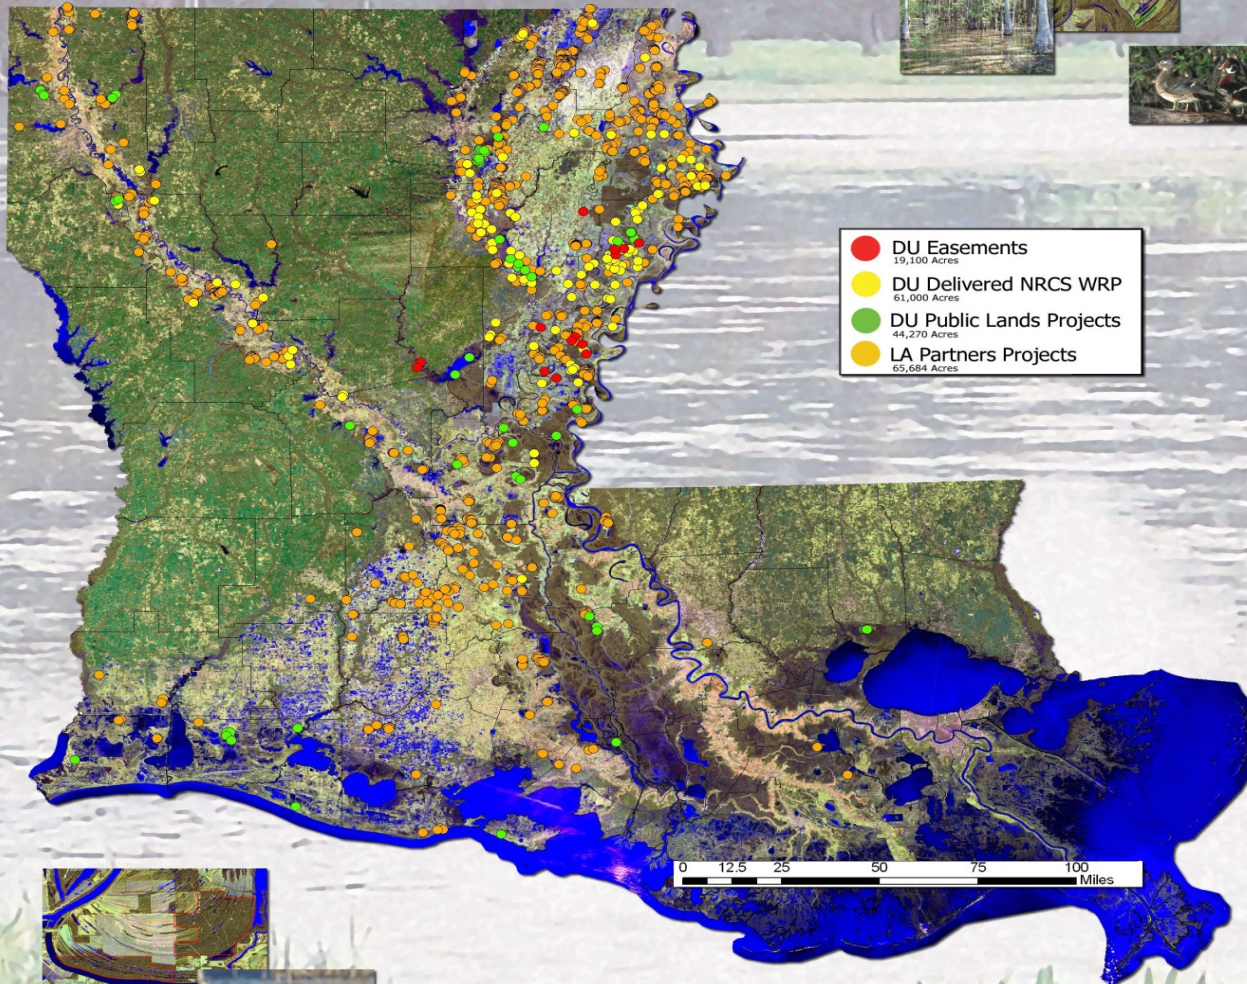 DU Easements
19,100 Acres
DU Delivered NRCS WRP
61,000 Acres
DU Public Lands Projects
44,270 Acres
LA Partners Projects
65,684 Acres
0 12.5 25 50 75 100
Miles